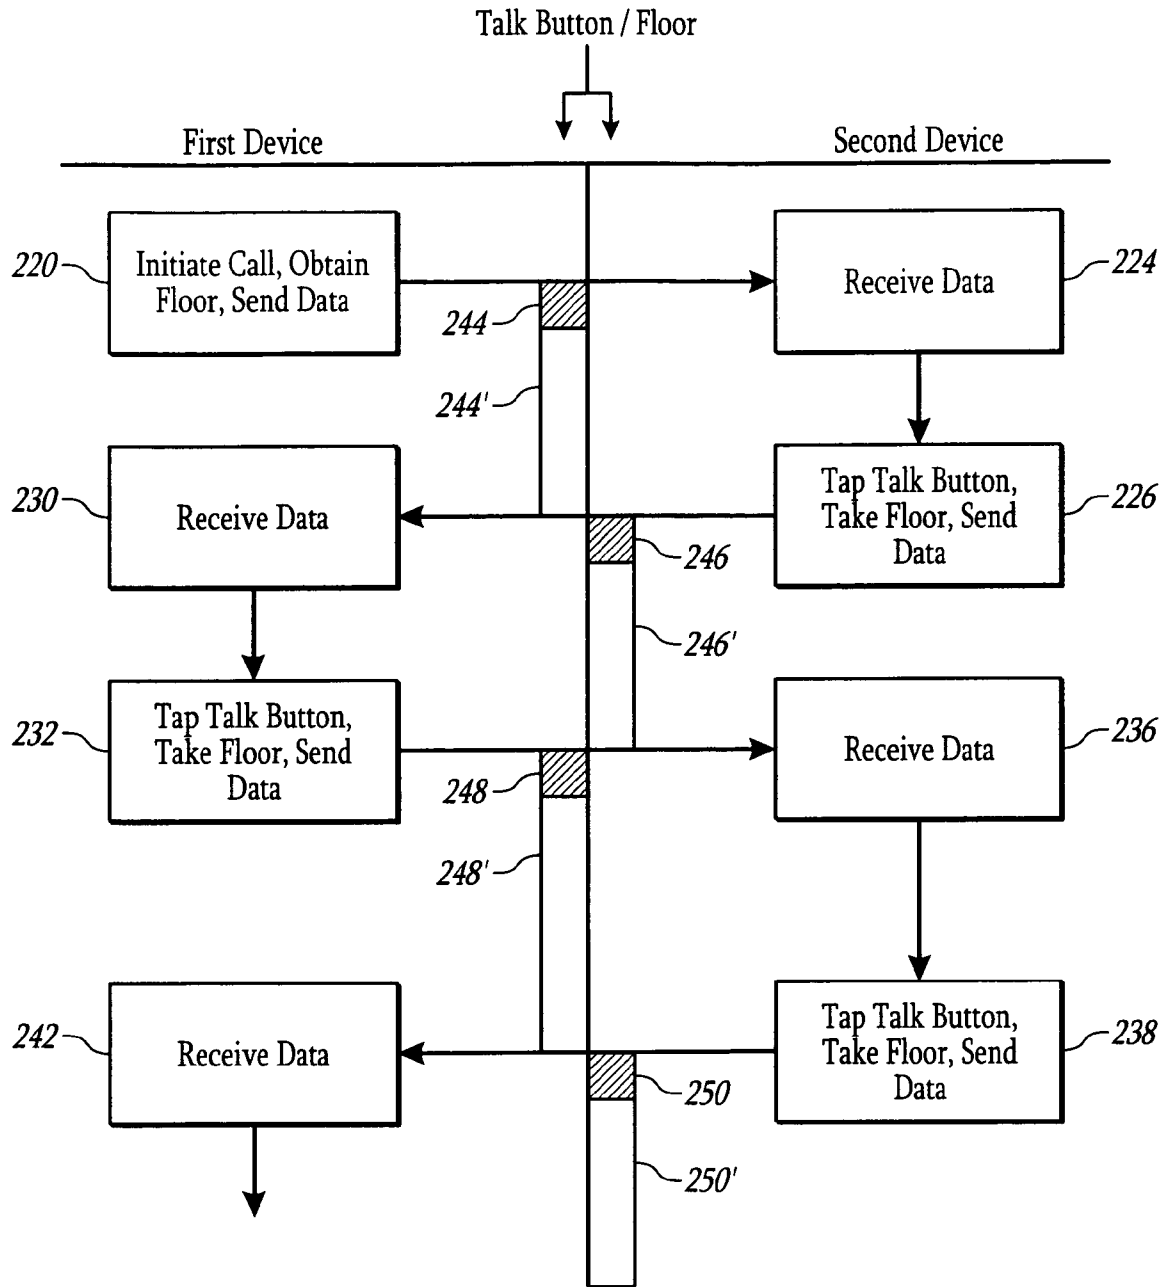 Talk Button / Floor
First Device
Second Device
220
Initiate Call, Obtain
Floor, Send Data
Receive Data
224
244
244'
230
Receive Data
Tap Talk Button,
Take Floor, Send
Data
226
246
246'
232
Tap Talk Button,
Take Floor, Send
Data
Receive Data
236
248
248'
242
Receive Data
Tap Talk Button,
Take Floor, Send
Data
238
250
250'